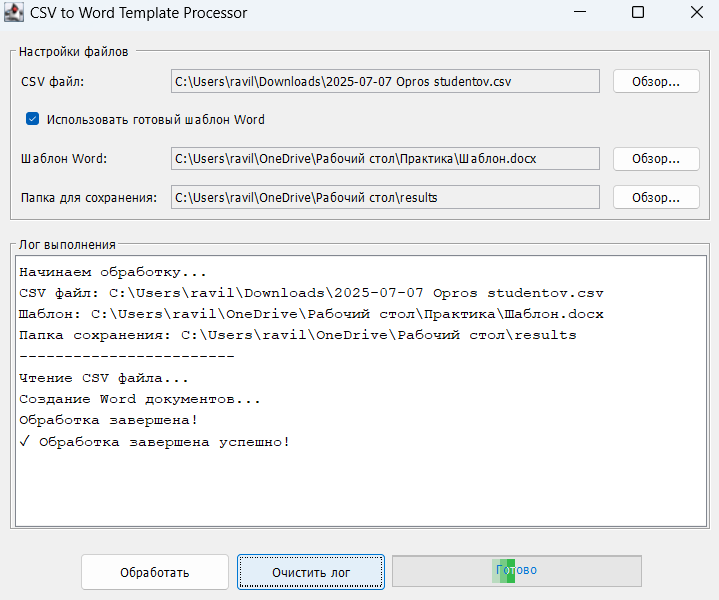 CSV to Word Template Processor
Настройки файлов
CSV файл: C:\Users\ravil\Downloads\2025-07-07 Opros studentov.csv Обзор...
Использовать готовый шаблон Word
Шаблон Word: C:\Users\ravil\OneDrive\Рабочий стол\Практика\Шаблон.docx Обзор...
Папка для сохранения: C:\Users\ravil\OneDrive\Рабочий стол\results Обзор...
Лог выполнения
Начинаем обработку...
CSV файл: C:\Users\ravil\Downloads\2025-07-07 Opros studentov.csv
Шаблон: C:\Users\ravil\OneDrive\Рабочий стол\Практика\Шаблон.docx
Папка сохранения: C:\Users\ravil\OneDrive\Рабочий стол\results
------------------------
Чтение CSV файла...
Создание Word документов...
Обработка завершена!
✓ Обработка завершена успешно!
Обработать Очистить лог Готово